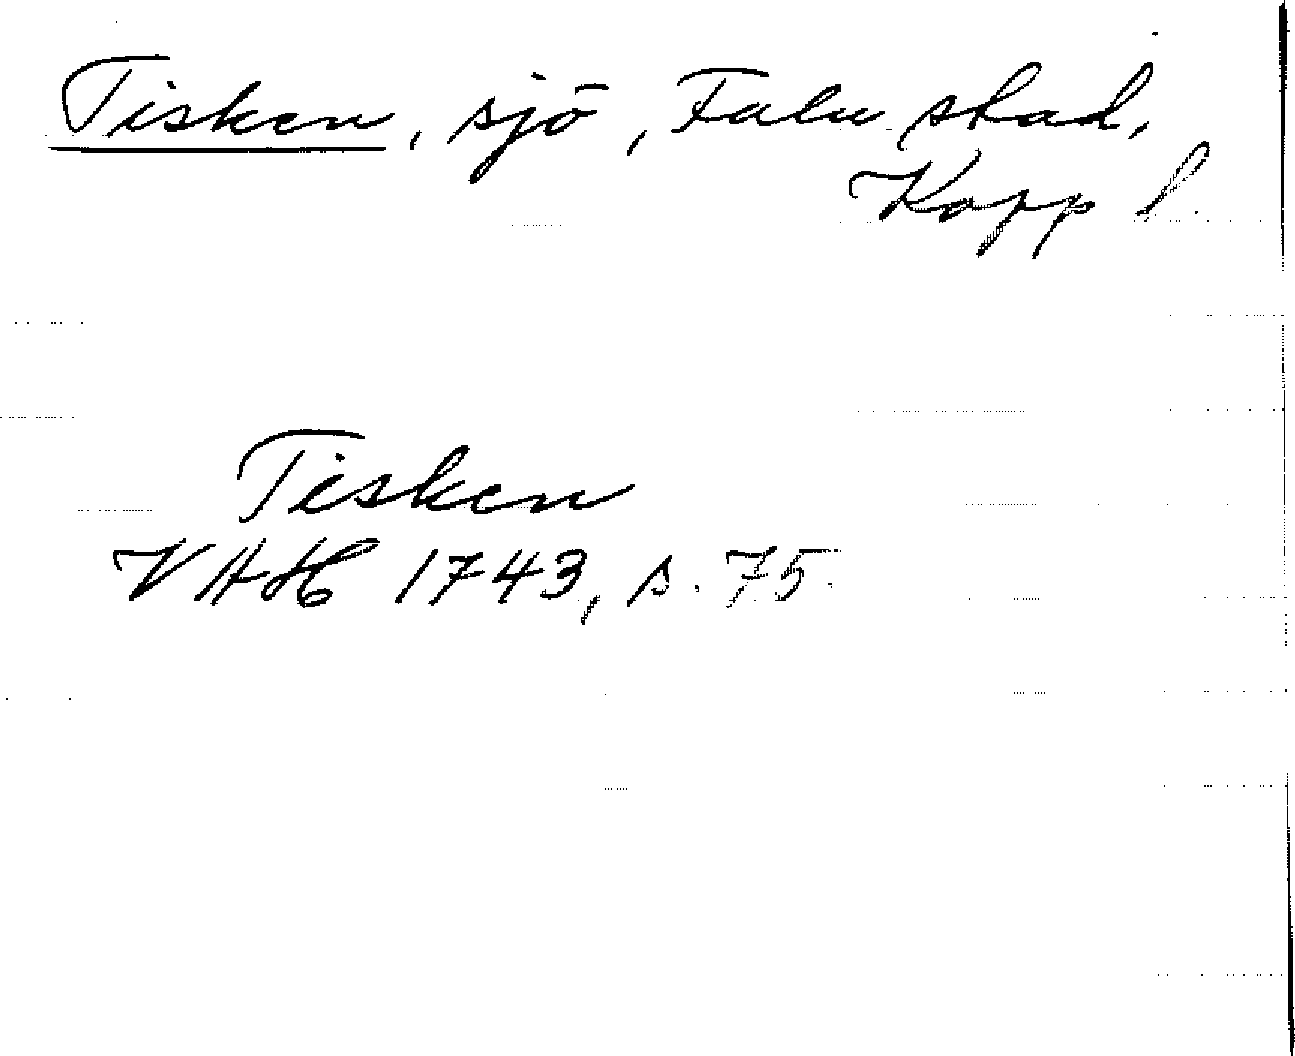 Tisken, sjö, Falu stad,
Kopp l.
Tisken
VAH 1743, s. 75.